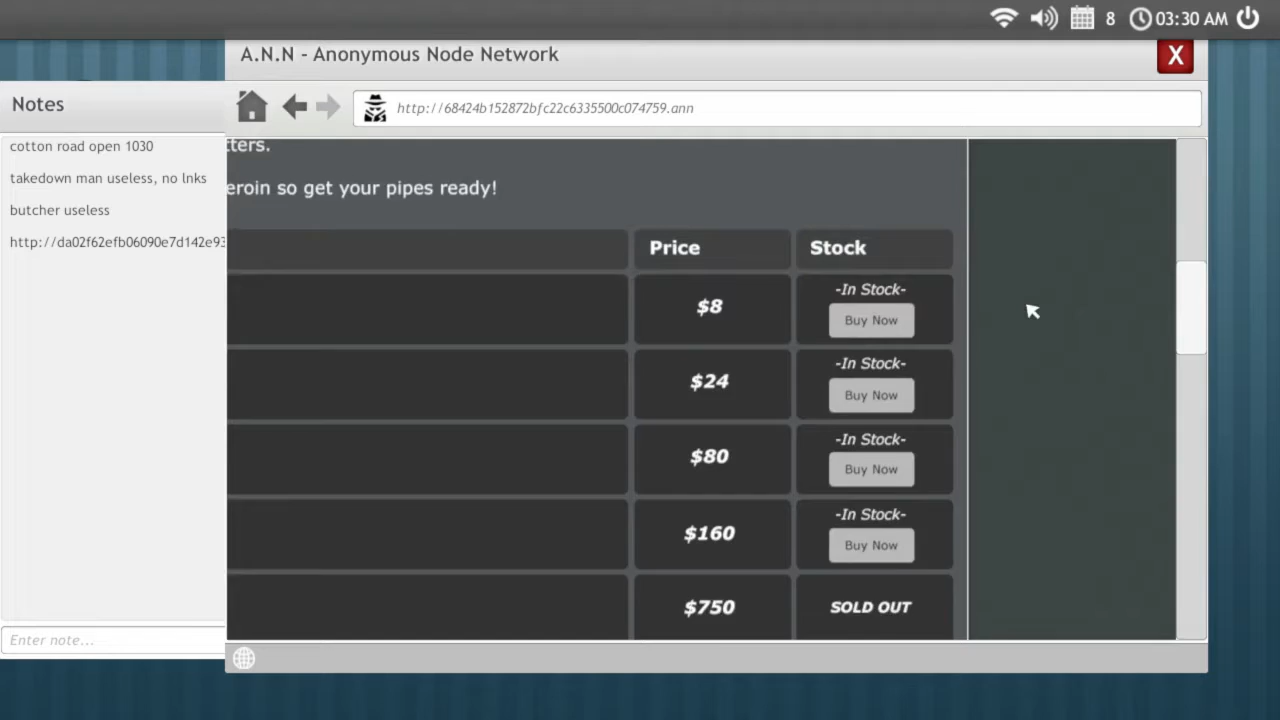 8 03:30 AM
A.N.N - Anonymous Node Network
X
Notes
http://68424b152872bfc22c6335500c074759.ann
cotton road open 1030
takedown man useless, no lnks
butcher useless
http://da02f62efb06090e7d142e93
tters.
eroin so get your pipes ready!
Price Stock
$8 -In Stock-
Buy Now
$24 -In Stock-
Buy Now
$80 -In Stock-
Buy Now
$160 -In Stock-
Buy Now
$750 SOLD OUT
Enter note...